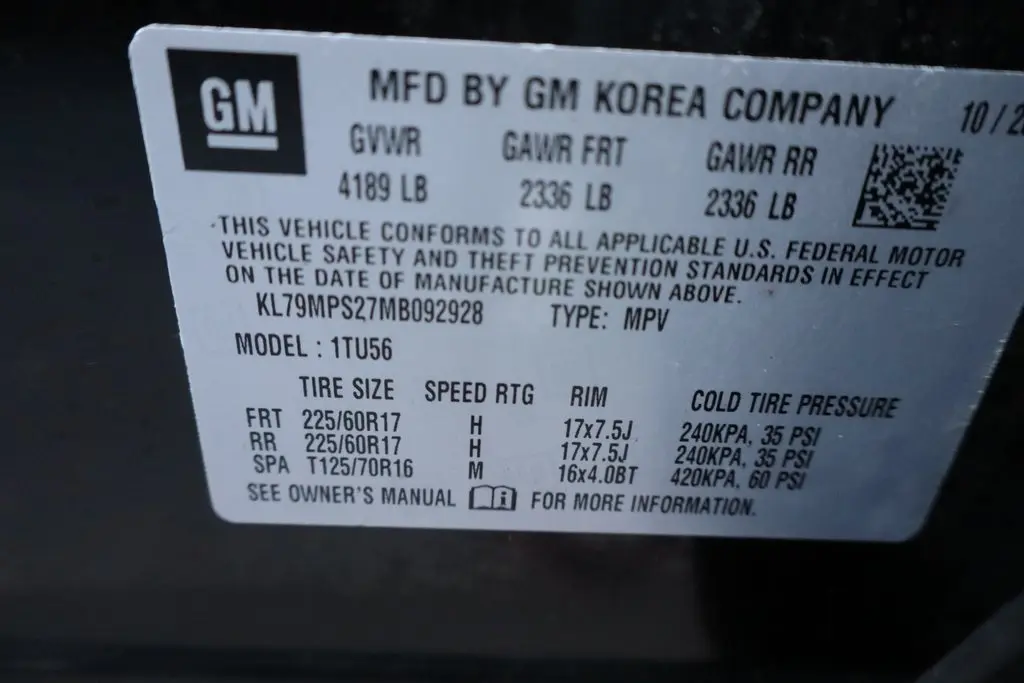 GM
MFD BY GM KOREA COMPANY 10/2
GVWR GAWR FRT GAWR RR
4189 LB 2336 LB 2336 LB
THIS VEHICLE CONFORMS TO ALL APPLICABLE U.S. FEDERAL MOTOR
VEHICLE SAFETY AND THEFT PREVENTION STANDARDS IN EFFECT
ON THE DATE OF MANUFACTURE SHOWN ABOVE.
KL79MPS27MB092928 TYPE: MPV
MODEL : 1TU56
TIRE SIZE SPEED RTG RIM COLD TIRE PRESSURE
FRT 225/60R17 H 17x7.5J 240KPA, 35 PSI
RR 225/60R17 H 17x7.5J 240KPA, 35 PSI
SPA T125/70R16 M 16x4.0BT 420KPA, 60 PSI
SEE OWNER'S MANUAL i FOR MORE INFORMATION.